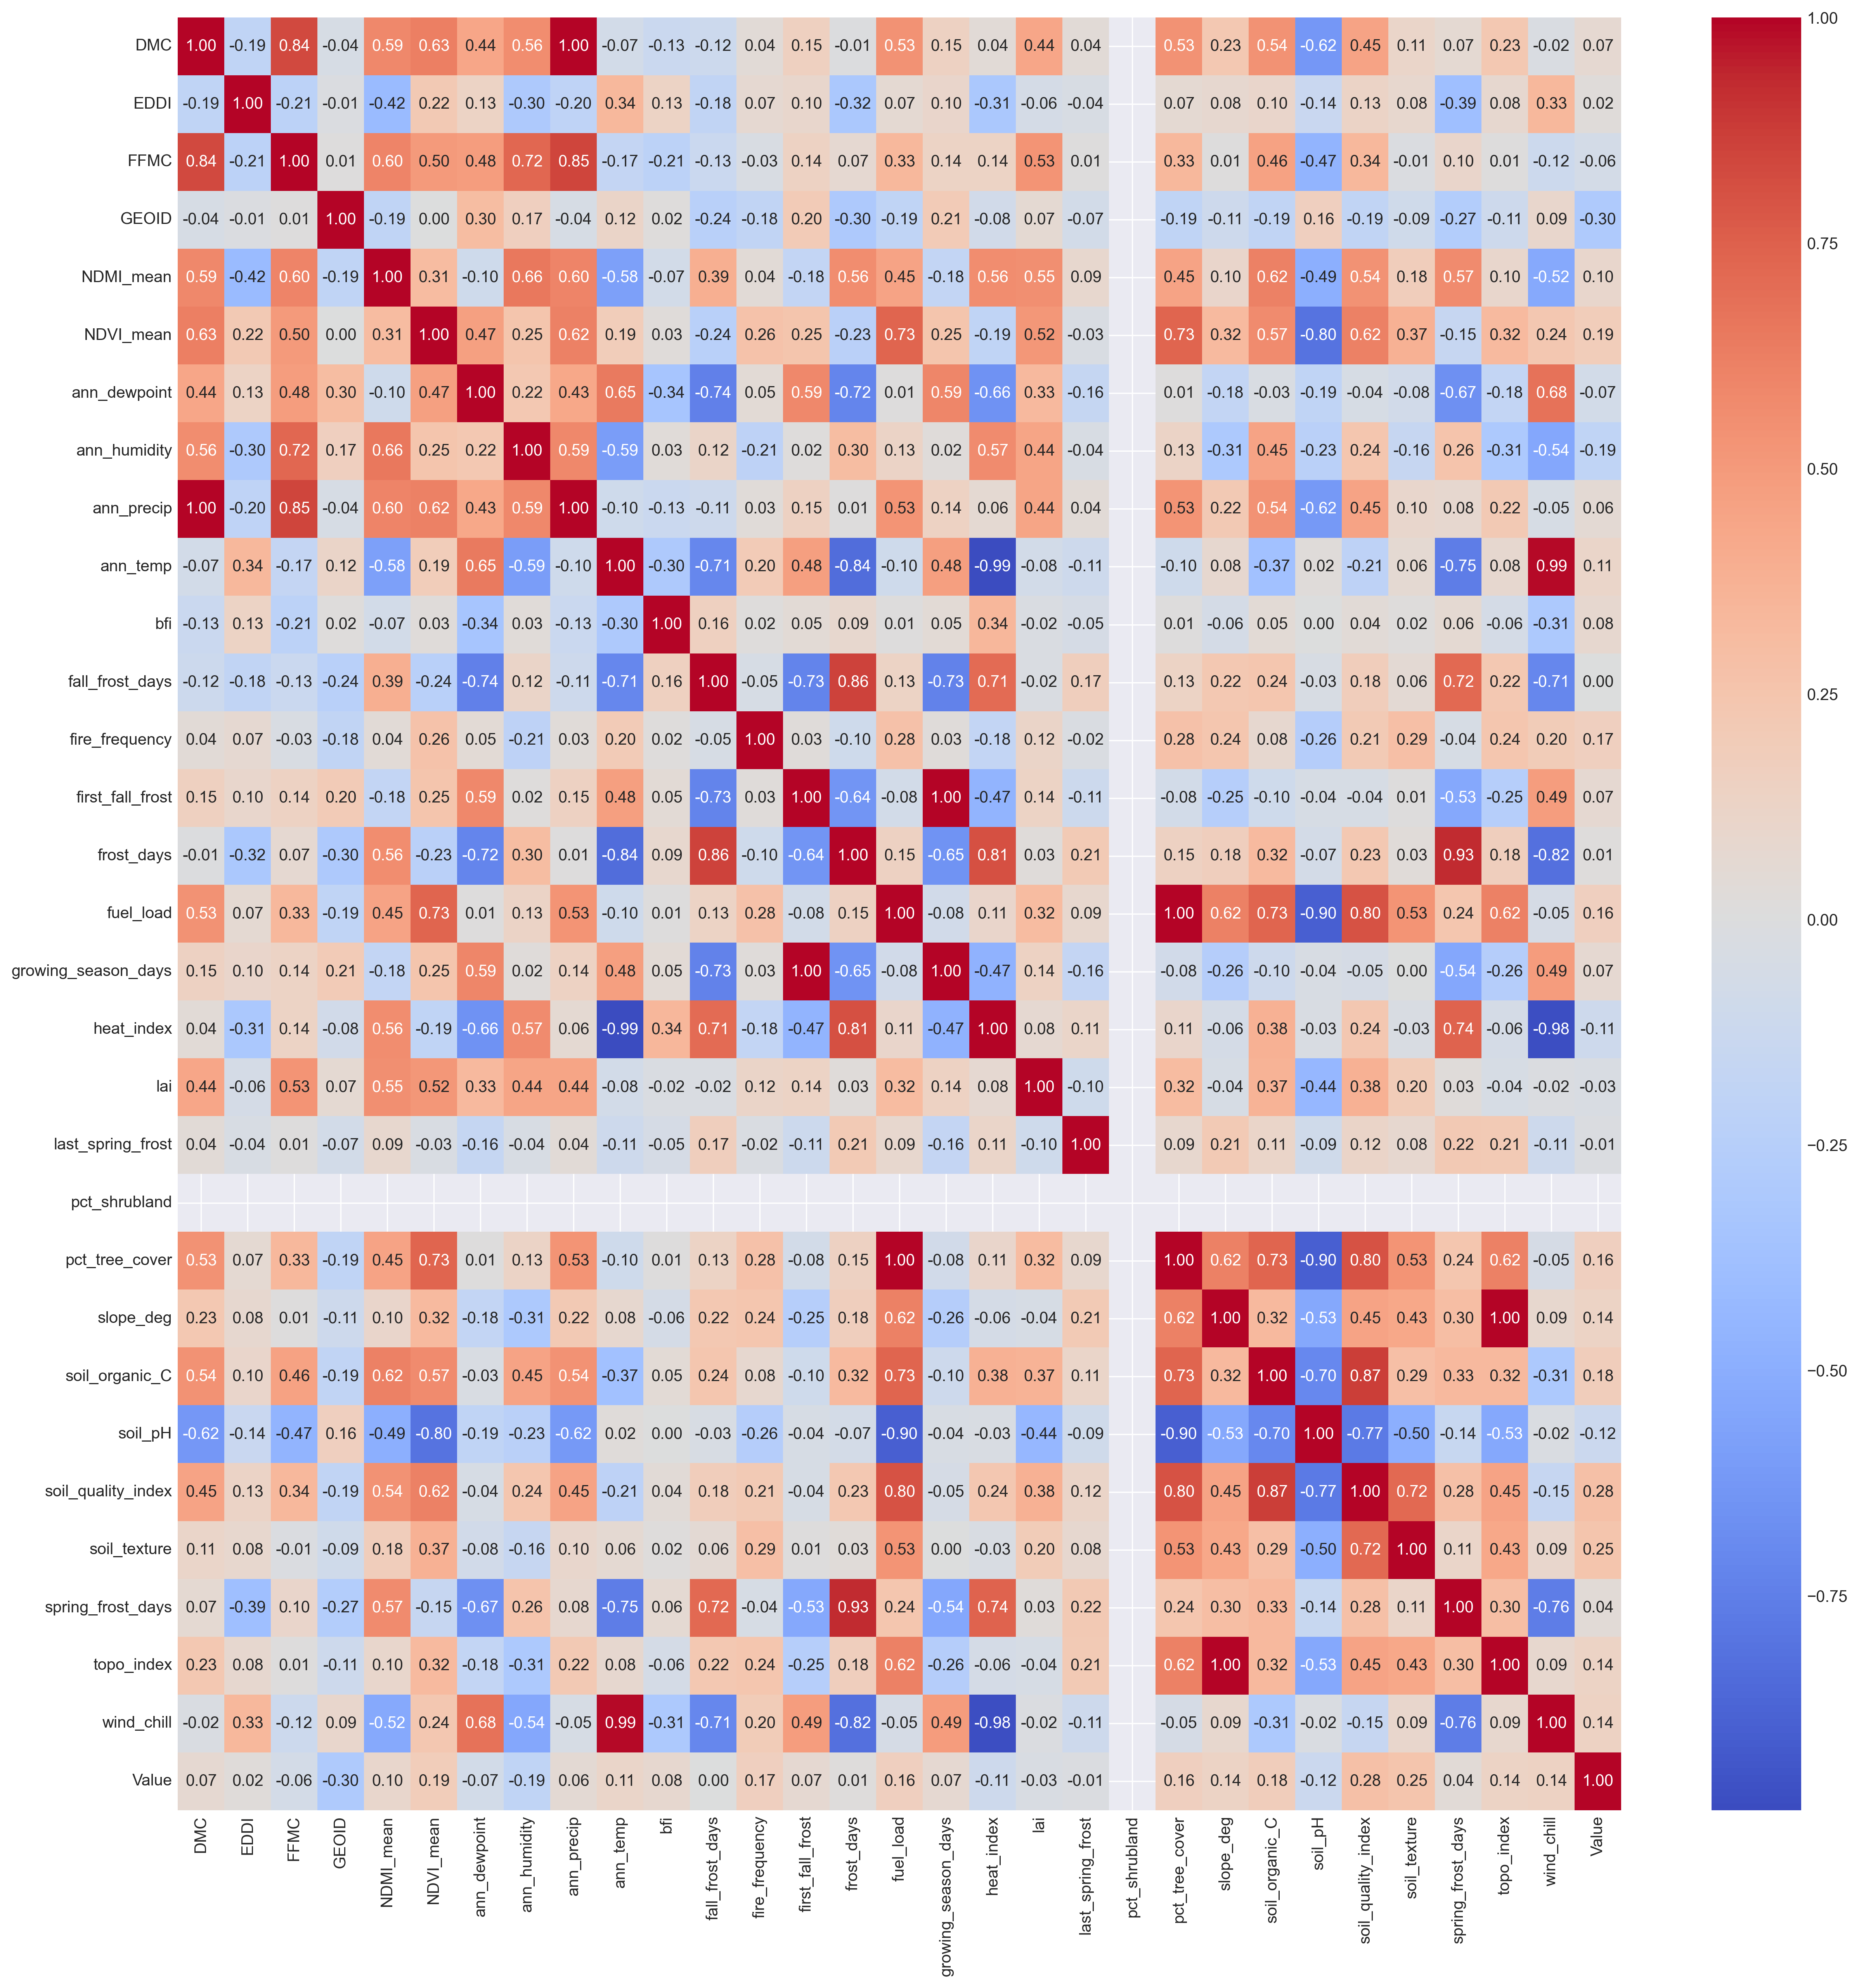 DMC 1.00 -0.19 0.84 -0.04 0.59 0.63 0.44 0.56 1.00 -0.07 -0.13 -0.12 0.04 0.15 -0.01 0.53 0.15 0.04 0.44 0.04 0.53 0.23 0.54 -0.62 0.45 0.11 0.07 0.23 -0.02 0.07
EDDI -0.19 1.00 -0.21 -0.01 -0.42 0.22 0.13 -0.30 -0.20 0.34 0.13 -0.18 0.07 0.10 -0.32 0.07 0.10 -0.31 -0.06 -0.04 0.07 0.08 0.10 -0.14 0.13 0.08 -0.39 0.08 0.33 0.02
FFMC 0.84 -0.21 1.00 0.01 0.60 0.50 0.48 0.72 0.85 -0.17 -0.21 -0.13 -0.03 0.14 0.07 0.33 0.14 0.14 0.53 0.01 0.33 0.01 0.46 -0.47 0.34 -0.01 0.10 0.01 -0.12 -0.06
GEOID -0.04 -0.01 0.01 1.00 -0.19 0.00 0.30 0.17 -0.04 0.12 0.02 -0.24 -0.18 0.20 -0.30 -0.19 0.21 -0.08 0.07 -0.07 -0.19 -0.11 -0.19 0.16 -0.19 -0.09 -0.27 -0.11 0.09 -0.30
NDMI_mean 0.59 -0.42 0.60 -0.19 1.00 0.31 -0.10 0.66 0.60 -0.58 -0.07 0.39 0.04 -0.18 0.56 0.45 -0.18 0.56 0.55 0.09 0.45 0.10 0.62 -0.49 0.54 0.18 0.57 0.10 -0.52 0.10
NDVI_mean 0.63 0.22 0.50 0.00 0.31 1.00 0.47 0.25 0.62 0.19 0.03 -0.24 0.26 0.25 -0.23 0.73 0.25 -0.19 0.52 -0.03 0.73 0.32 0.57 -0.80 0.62 0.37 -0.15 0.32 0.24 0.19
ann_dewpoint 0.44 0.13 0.48 0.30 -0.10 0.47 1.00 0.22 0.43 0.65 -0.34 -0.74 0.05 0.59 -0.72 0.01 0.59 -0.66 0.33 -0.16 0.01 -0.18 -0.03 -0.19 -0.04 -0.08 -0.67 -0.18 0.68 -0.07
ann_humidity 0.56 -0.30 0.72 0.17 0.66 0.25 0.22 1.00 0.59 -0.59 0.03 0.12 -0.21 0.02 0.30 0.13 0.02 0.57 0.44 -0.04 0.13 -0.31 0.45 -0.23 0.24 -0.16 0.26 -0.31 -0.54 -0.19
ann_precip 1.00 -0.20 0.85 -0.04 0.60 0.62 0.43 0.59 1.00 -0.10 -0.13 -0.11 0.03 0.15 0.01 0.53 0.14 0.06 0.44 0.04 0.53 0.22 0.54 -0.62 0.45 0.10 0.08 0.22 -0.05 0.06
ann_temp -0.07 0.34 -0.17 0.12 -0.58 0.19 0.65 -0.59 -0.10 1.00 -0.30 -0.71 0.20 0.48 -0.84 -0.10 0.48 -0.99 -0.08 -0.11 -0.10 0.08 -0.37 0.02 -0.21 0.06 -0.75 0.08 0.99 0.11
bfi -0.13 0.13 -0.21 0.02 -0.07 0.03 -0.34 0.03 -0.13 -0.30 1.00 0.16 0.02 0.05 0.09 0.01 0.05 0.34 -0.02 -0.05 0.01 -0.06 0.05 0.00 0.04 0.02 0.06 -0.06 -0.31 0.08
fall_frost_days -0.12 -0.18 -0.13 -0.24 0.39 -0.24 -0.74 0.12 -0.11 -0.71 0.16 1.00 -0.05 -0.73 0.86 0.13 -0.73 0.71 -0.02 0.17 0.13 0.22 0.24 -0.03 0.18 0.06 0.72 0.22 -0.71 0.00
fire_frequency 0.04 0.07 -0.03 -0.18 0.04 0.26 0.05 -0.21 0.03 0.20 0.02 -0.05 1.00 0.03 -0.10 0.28 0.03 -0.18 0.12 -0.02 0.28 0.24 0.08 -0.26 0.21 0.29 -0.04 0.24 0.20 0.17
first_fall_frost 0.15 0.10 0.14 0.20 -0.18 0.25 0.59 0.02 0.15 0.48 0.05 -0.73 0.03 1.00 -0.64 -0.08 1.00 -0.47 0.14 -0.11 -0.08 -0.25 -0.10 -0.04 -0.04 0.01 -0.53 -0.25 0.49 0.07
frost_days -0.01 -0.32 0.07 -0.30 0.56 -0.23 -0.72 0.30 0.01 -0.84 0.09 0.86 -0.10 -0.64 1.00 0.15 -0.65 0.81 0.03 0.21 0.15 0.18 0.32 -0.07 0.23 0.03 0.93 0.18 -0.82 0.01
fuel_load 0.53 0.07 0.33 -0.19 0.45 0.73 0.01 0.13 0.53 -0.10 0.01 0.13 0.28 -0.08 0.15 1.00 -0.08 0.11 0.32 0.09 1.00 0.62 0.73 -0.90 0.80 0.53 0.24 0.62 -0.05 0.16
growing_season_days 0.15 0.10 0.14 0.21 -0.18 0.25 0.59 0.02 0.14 0.48 0.05 -0.73 0.03 1.00 -0.65 -0.08 1.00 -0.47 0.14 -0.16 -0.08 -0.26 -0.10 -0.04 -0.05 0.00 -0.54 -0.26 0.49 0.07
heat_index 0.04 -0.31 0.14 -0.08 0.56 -0.19 -0.66 0.57 0.06 -0.99 0.34 0.71 -0.18 -0.47 0.81 0.11 -0.47 1.00 0.08 0.11 0.11 -0.06 0.38 -0.03 0.24 -0.03 0.74 -0.06 -0.98 -0.11
lai 0.44 -0.06 0.53 0.07 0.55 0.52 0.33 0.44 0.44 -0.08 -0.02 -0.02 0.12 0.14 0.03 0.32 0.14 0.08 1.00 -0.10 0.32 -0.04 0.37 -0.44 0.38 0.20 0.03 -0.04 -0.02 -0.03
last_spring_frost 0.04 -0.04 0.01 -0.07 0.09 -0.03 -0.16 -0.04 0.04 -0.11 -0.05 0.17 -0.02 -0.11 0.21 0.09 -0.16 0.11 -0.10 1.00 0.09 0.21 0.11 -0.09 0.12 0.08 0.22 0.21 -0.11 -0.01
pct_shrubland
pct_tree_cover 0.53 0.07 0.33 -0.19 0.45 0.73 0.01 0.13 0.53 -0.10 0.01 0.13 0.28 -0.08 0.15 1.00 -0.08 0.11 0.32 0.09 1.00 0.62 0.73 -0.90 0.80 0.53 0.24 0.62 -0.05 0.16
slope_deg 0.23 0.08 0.01 -0.11 0.10 0.32 -0.18 -0.31 0.22 0.08 -0.06 0.22 0.24 -0.25 0.18 0.62 -0.26 -0.06 -0.04 0.21 0.62 1.00 0.32 -0.53 0.45 0.43 0.30 1.00 0.09 0.14
soil_organic_C 0.54 0.10 0.46 -0.19 0.62 0.57 -0.03 0.45 0.54 -0.37 0.05 0.24 0.08 -0.10 0.32 0.73 -0.10 0.38 0.37 0.11 0.73 0.32 1.00 -0.70 0.87 0.29 0.33 0.32 -0.31 0.18
soil_pH -0.62 -0.14 -0.47 0.16 -0.49 -0.80 -0.19 -0.23 -0.62 0.02 0.00 -0.03 -0.26 -0.04 -0.07 -0.90 -0.04 -0.03 -0.44 -0.09 -0.90 -0.53 -0.70 1.00 -0.77 -0.50 -0.14 -0.53 -0.02 -0.12
soil_quality_index 0.45 0.13 0.34 -0.19 0.54 0.62 -0.04 0.24 0.45 -0.21 0.04 0.18 0.21 -0.04 0.23 0.80 -0.05 0.24 0.38 0.12 0.80 0.45 0.87 -0.77 1.00 0.72 0.28 0.45 -0.15 0.28
soil_texture 0.11 0.08 -0.01 -0.09 0.18 0.37 -0.08 -0.16 0.10 0.06 0.02 0.06 0.29 0.01 0.03 0.53 0.00 -0.03 0.20 0.08 0.53 0.43 0.29 -0.50 0.72 1.00 0.11 0.43 0.09 0.25
spring_frost_days 0.07 -0.39 0.10 -0.27 0.57 -0.15 -0.67 0.26 0.08 -0.75 0.06 0.72 -0.04 -0.53 0.93 0.24 -0.54 0.74 0.03 0.22 0.24 0.30 0.33 -0.14 0.28 0.11 1.00 0.30 -0.76 0.04
topo_index 0.23 0.08 0.01 -0.11 0.10 0.32 -0.18 -0.31 0.22 0.08 -0.06 0.22 0.24 -0.25 0.18 0.62 -0.26 -0.06 -0.04 0.21 0.62 1.00 0.32 -0.53 0.45 0.43 0.30 1.00 0.09 0.14
wind_chill -0.02 0.33 -0.12 0.09 -0.52 0.24 0.68 -0.54 -0.05 0.99 -0.31 -0.71 0.20 0.49 -0.82 -0.05 0.49 -0.98 -0.02 -0.11 -0.05 0.09 -0.31 -0.02 -0.15 0.09 -0.76 0.09 1.00 0.14
Value 0.07 0.02 -0.06 -0.30 0.10 0.19 -0.07 -0.19 0.06 0.11 0.08 0.00 0.17 0.07 0.01 0.16 0.07 -0.11 -0.03 -0.01 0.16 0.14 0.18 -0.12 0.28 0.25 0.04 0.14 0.14 1.00
DMC EDDI FFMC GEOID NDMI_mean NDVI_mean ann_dewpoint ann_humidity ann_precip ann_temp bfi fall_frost_days fire_frequency first_fall_frost frost_days fuel_load growing_season_days heat_index lai last_spring_frost pct_shrubland pct_tree_cover slope_deg soil_organic_C soil_pH soil_quality_index soil_texture spring_frost_days topo_index wind_chill Value
1.00
0.75
0.50
0.25
0.00
−0.25
−0.50
−0.75